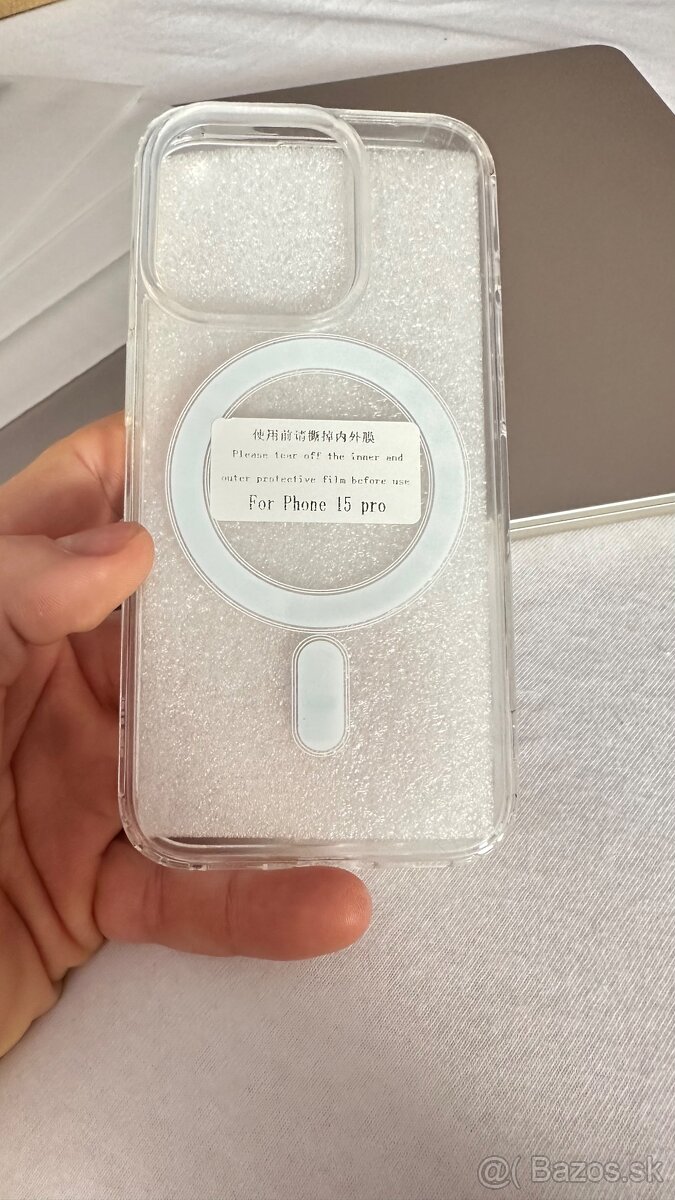 使用前请撕掉内外膜
Please tear off the inner and
outer protective film before use
For Phone 15 pro
@( Bazos.sk